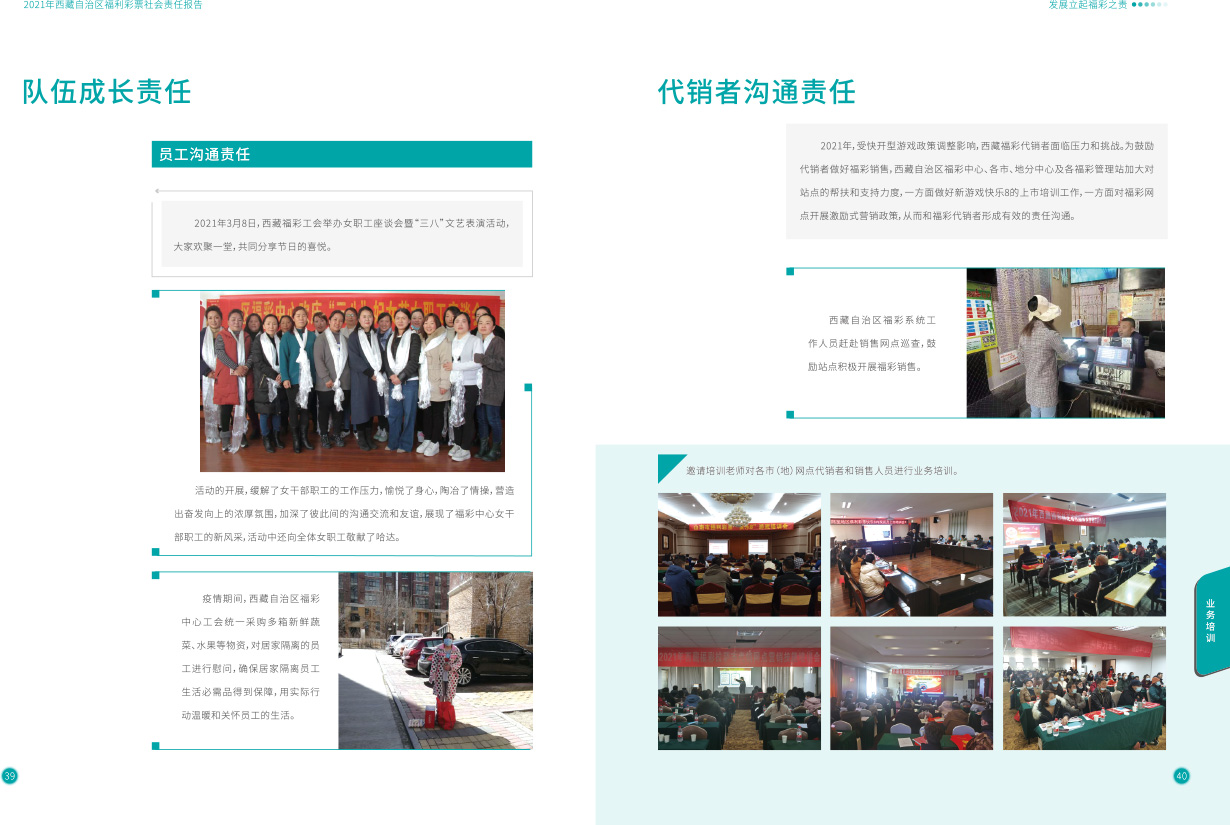 2021年西藏自治区福利彩票社会责任报告
发展立起福彩之责
队伍成长责任
员工沟通责任
2021年3月8日，西藏福彩工会举办女职工座谈会暨“三八”文艺表演活动，
大家欢聚一堂，共同分享节日的喜悦。
活动的开展，缓解了女干部职工的工作压力，愉悦了身心，陶冶了情操，营造
出奋发向上的浓厚氛围，加深了彼此间的沟通交流和友谊，展现了福彩中心女干
部职工的新风采，活动中还向全体女职工敬献了哈达。
疫情期间，西藏自治区福彩
中心工会统一采购多箱新鲜蔬
菜、水果等物资，对居家隔离的员
工进行慰问，确保居家隔离员工
生活必需品得到保障，用实际行
动温暖和关怀员工的生活。
39
代销者沟通责任
2021年，受快开型游戏政策调整影响，西藏福彩代销者面临压力和挑战。为鼓励
代销者做好福彩销售，西藏自治区福彩中心、各市、地分中心及各福彩管理站加大对
站点的帮扶和支持力度，一方面做好新游戏快乐8的上市培训工作，一方面对福彩网
点开展激励式营销政策，从而和福彩代销者形成有效的责任沟通。
西藏自治区福彩系统工
作人员赶赴销售网点巡查，鼓
励站点积极开展福彩销售。
邀请培训老师对各市（地）网点代销者和销售人员进行业务培训。
业务培训
40